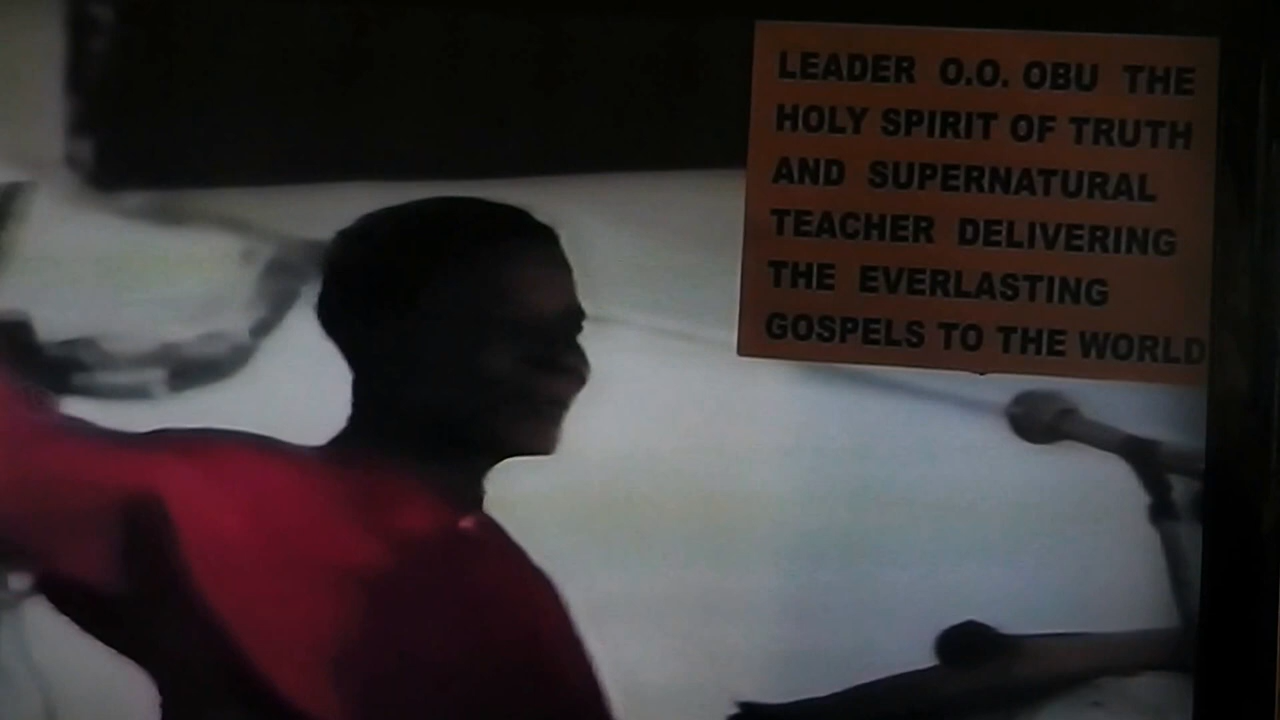 LEADER O.O. OBU THE
HOLY SPIRIT OF TRUTH
AND SUPERNATURAL
TEACHER DELIVERING
THE EVERLASTING
GOSPELS TO THE WORLD